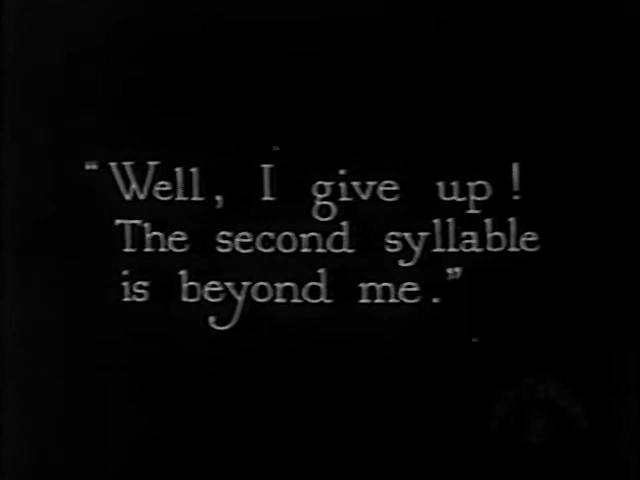 “Well, I give up!
The second syllable
is beyond me.”